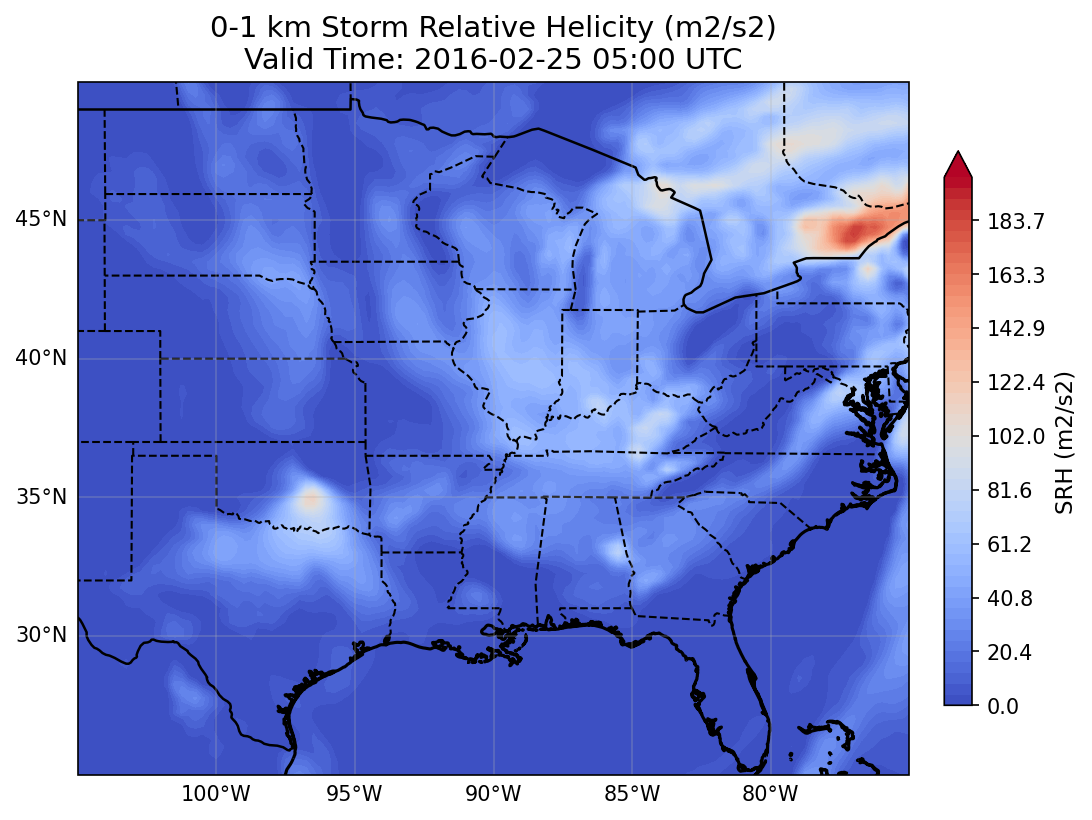 0-1 km Storm Relative Helicity (m2/s2)
Valid Time: 2016-02-25 05:00 UTC
45°N
40°N
35°N
30°N
100°W
95°W
90°W
85°W
80°W
183.7
163.3
142.9
122.4
102.0
81.6
61.2
40.8
20.4
0.0
SRH (m2/s2)